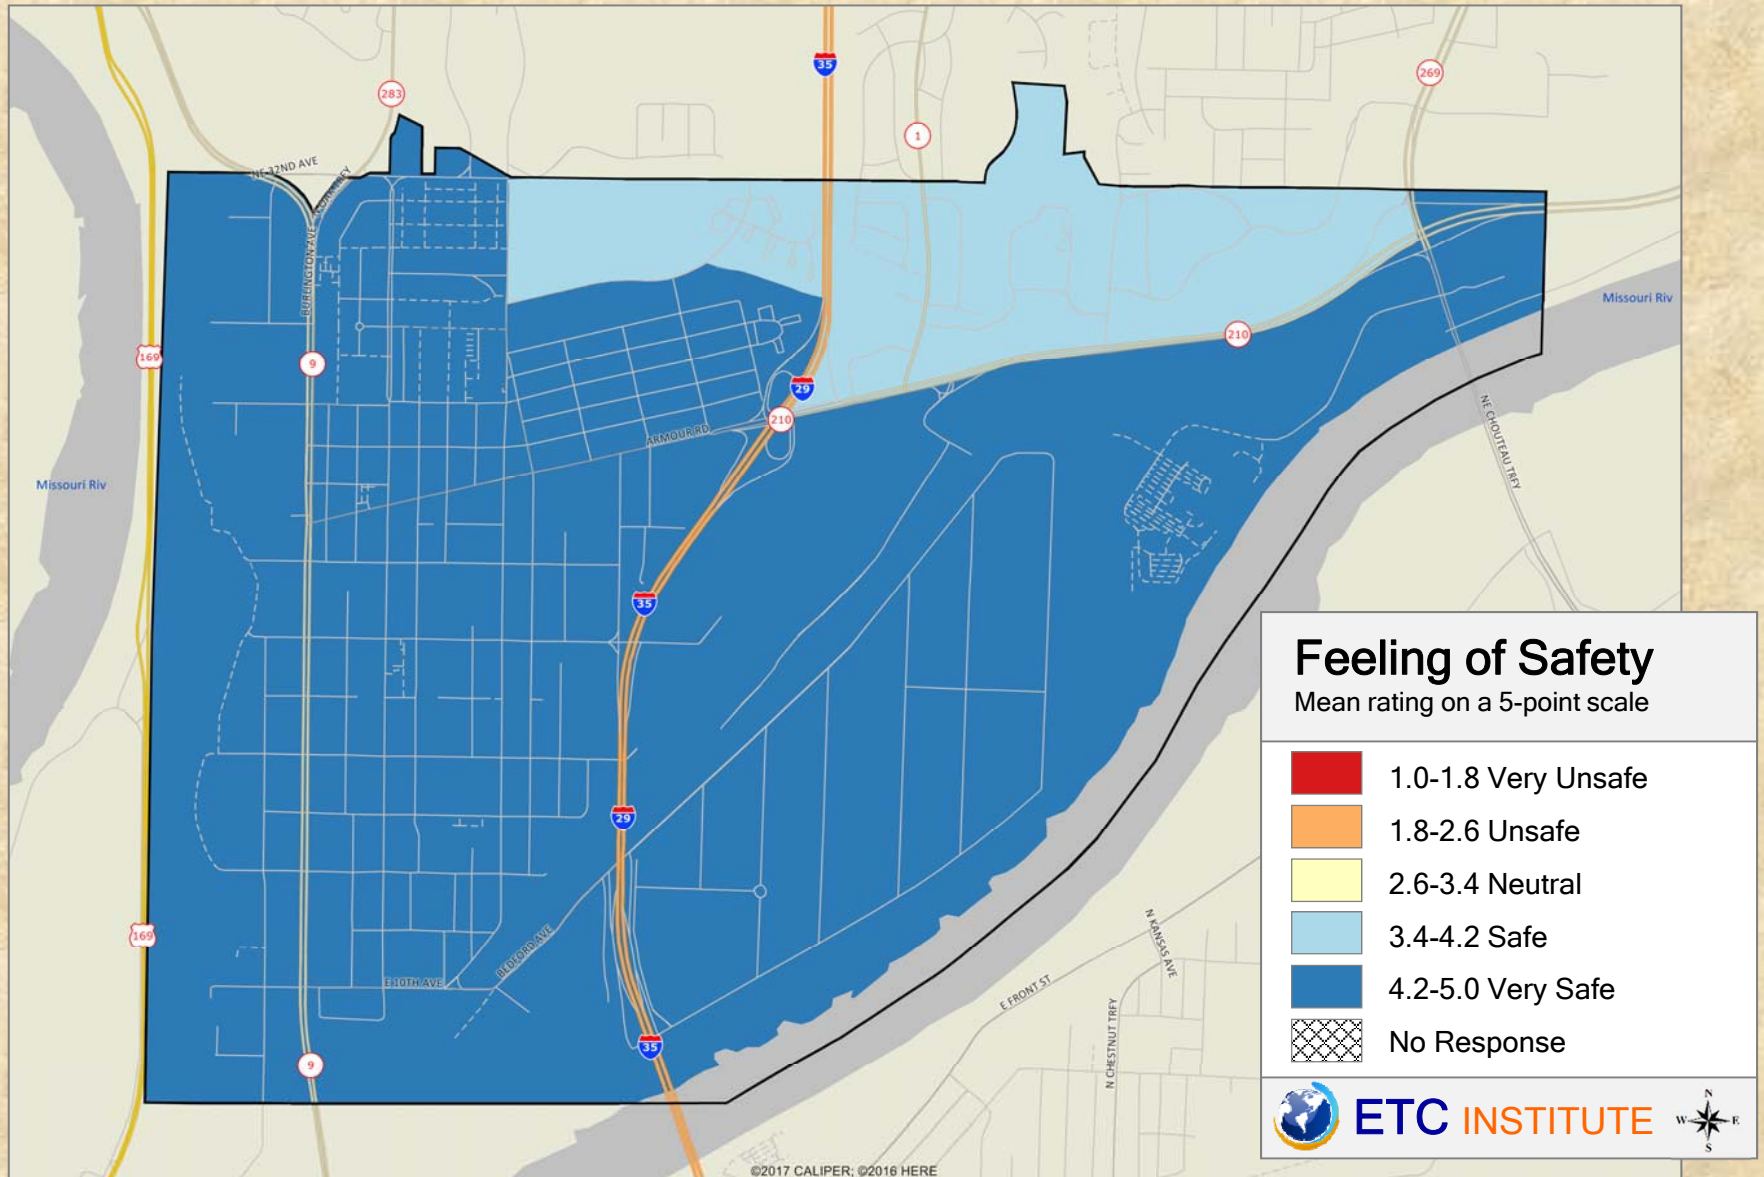 35
283
269
1
NE 32ND AVE
BURLINGTON AVE
Missouri Riv
169
9
210
29
210
ARMOUR RD
NE CHOUTEAU TRFY
Missouri Riv
35
Feeling of Safety
Mean rating on a 5-point scale
1.0-1.8 Very Unsafe
1.8-2.6 Unsafe
2.6-3.4 Neutral
3.4-4.2 Safe
4.2-5.0 Very Safe
No Response
29
169
BEDFORD AVE
E 10TH AVE
N KANSAS AVE
E FRONT ST
N CHESTNUT TRFY
35
9
ETC INSTITUTE
N
W
E
S
©2017 CALIPER; ©2016 HERE